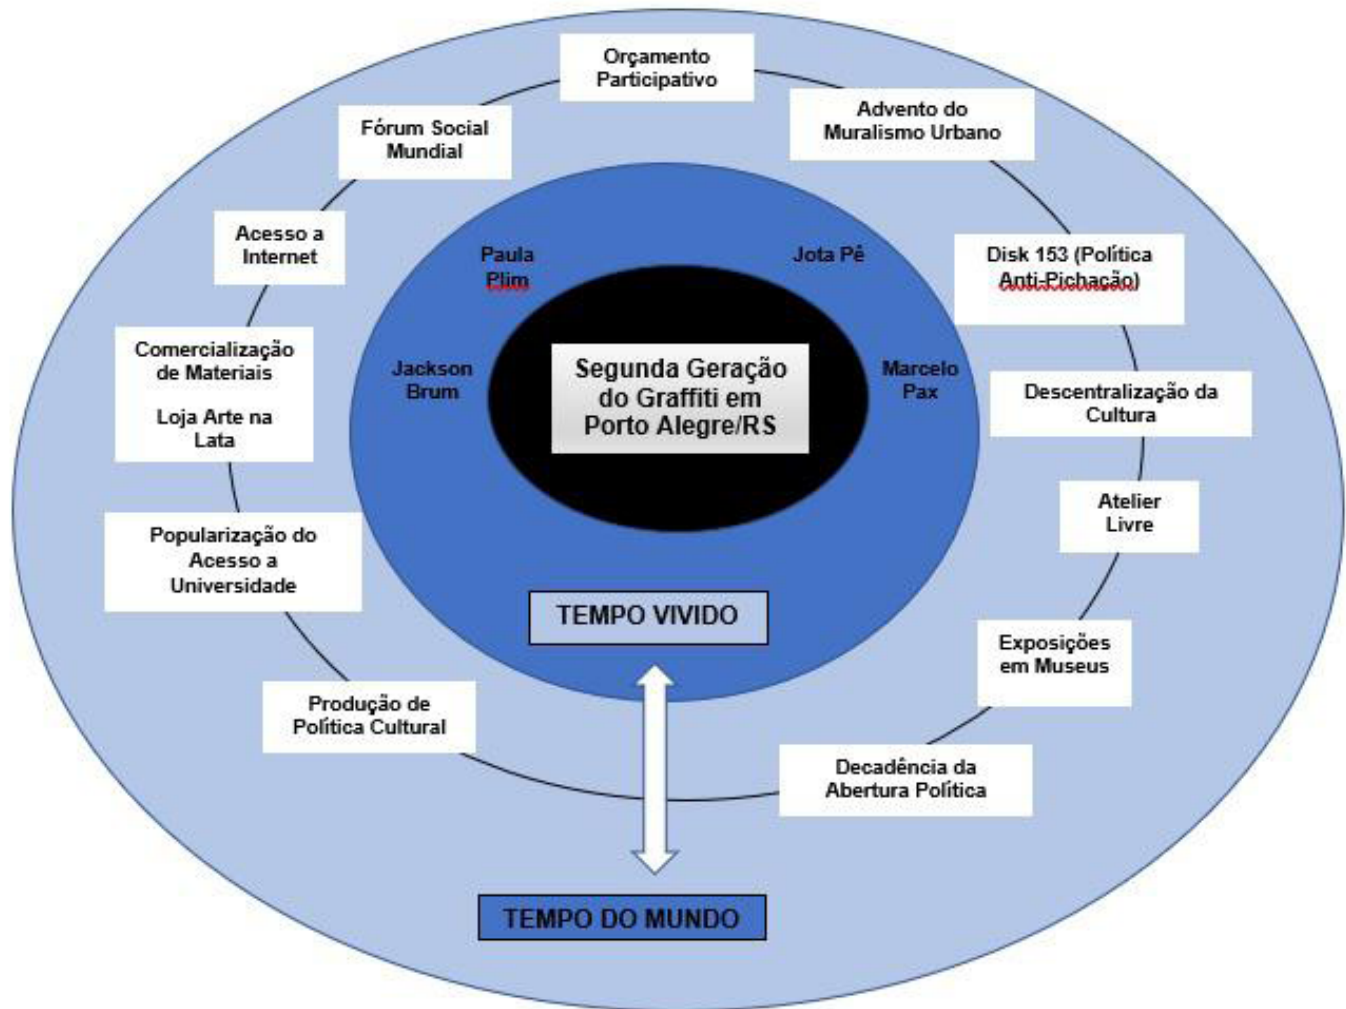 Orçamento
Participativo
Fórum Social
Mundial
Advento do
Muralismo Urbano
Acesso a
Internet
Paula
Plim
Jota Pê
Disk 153 (Política
Anti-Pichação)
Comercialização
de Materiais
Loja Arte na
Lata
Jackson
Brum
Segunda Geração
do Graffiti em
Porto Alegre/RS
Marcelo
Pax
Descentralização da
Cultura
Atelier
Livre
Popularização do
Acesso a
Universidade
TEMPO VIVIDO
Exposições
em Museus
Produção de
Política Cultural
Decadência da
Abertura Política
TEMPO DO MUNDO